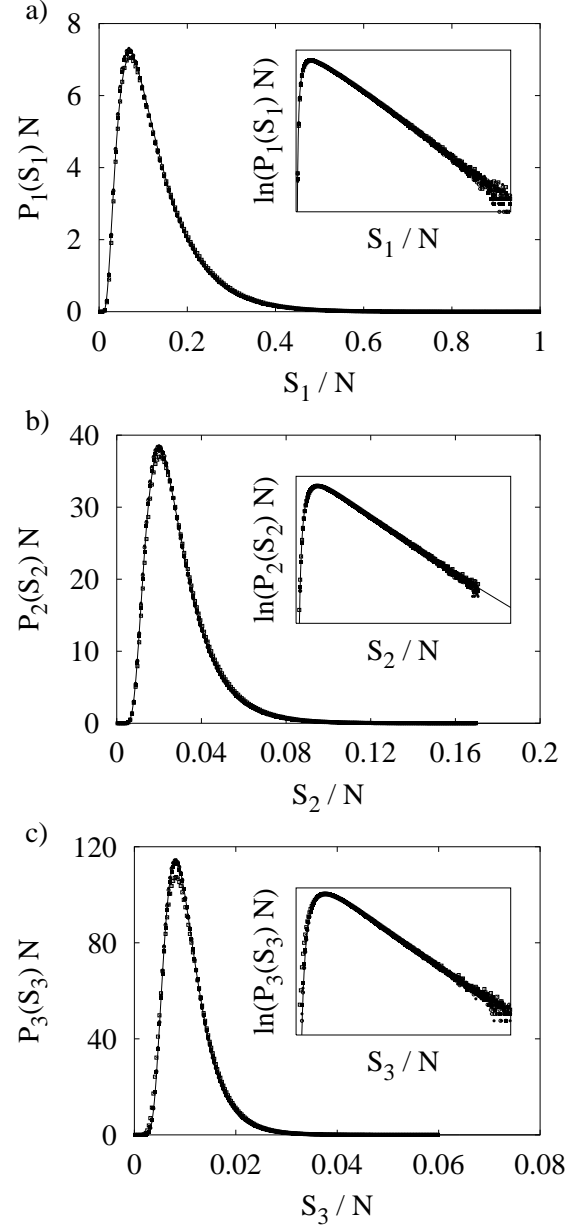 a)
8
6
4
2
0
P₁(S₁) N
0 0.2 0.4 0.6 0.8 1
S₁ / N
ln(P₁(S₁) N)
S₁ / N
b)
40
30
20
10
0
P₂(S₂) N
0 0.04 0.08 0.12 0.16 0.2
S₂ / N
ln(P₂(S₂) N)
S₂ / N
c)
120
80
40
0
P₃(S₃) N
0 0.02 0.04 0.06 0.08
S₃ / N
ln(P₃(S₃) N)
S₃ / N